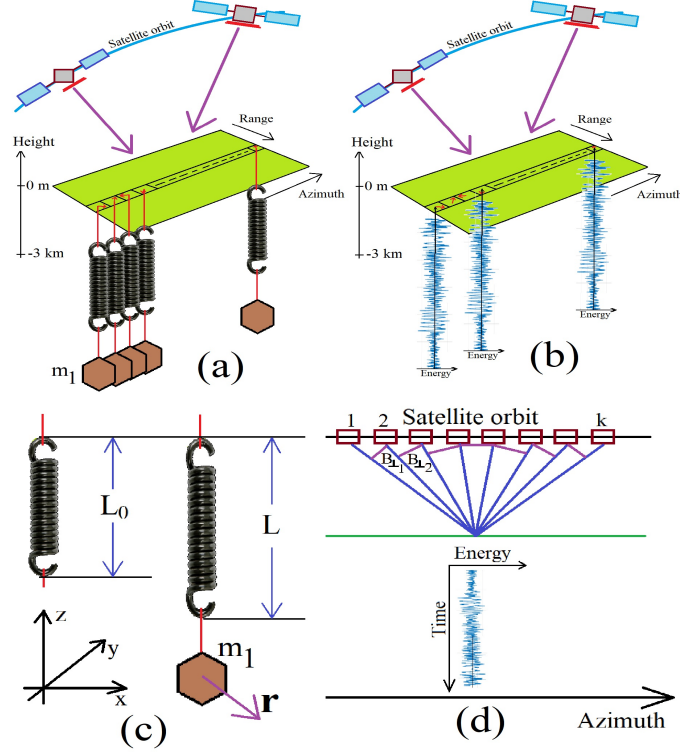 Satellite orbit
Range
Height
0 m
Azimuth
-3 km
m1
(a)
Satellite orbit
Range
Height
0 m
Azimuth
-3 km
Energy
Energy
Energy
(b)
L0
L
z
y
x
m1
r
(c)
Satellite orbit
1 2 k
B⊥1 B⊥2
Energy
Time
Azimuth
(d)